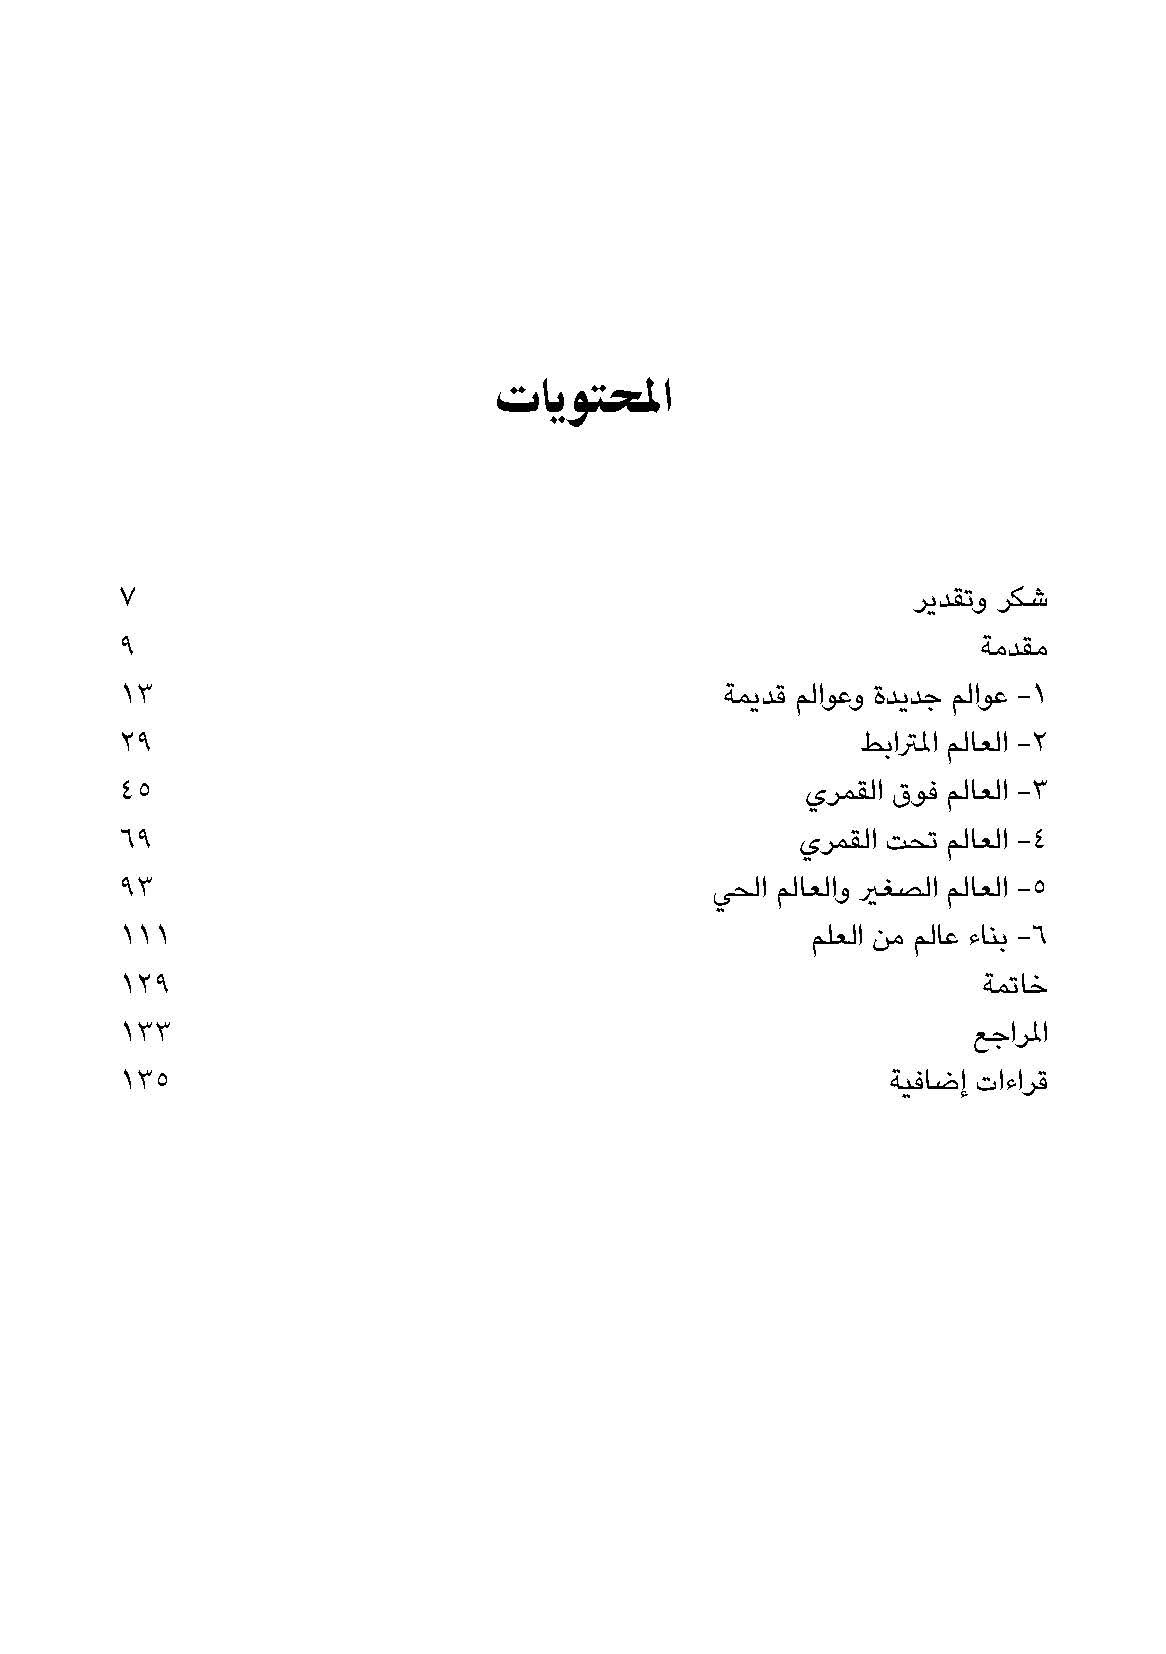 المحتويات
شكر وتقدير ٧
مقدمة ٩
١- عوالم جديدة وعوالم قديمة ١٣
٢- العالم المترابط ٢٩
٣- العالم فوق القمري ٤٥
٤- العالم تحت القمري ٦٩
٥- العالم الصغير والعالم الحي ٩٣
٦- بناء عالم من العلم ١١١
خاتمة ١٢٩
المراجع ١٣٣
قراءات إضافية ١٣٥